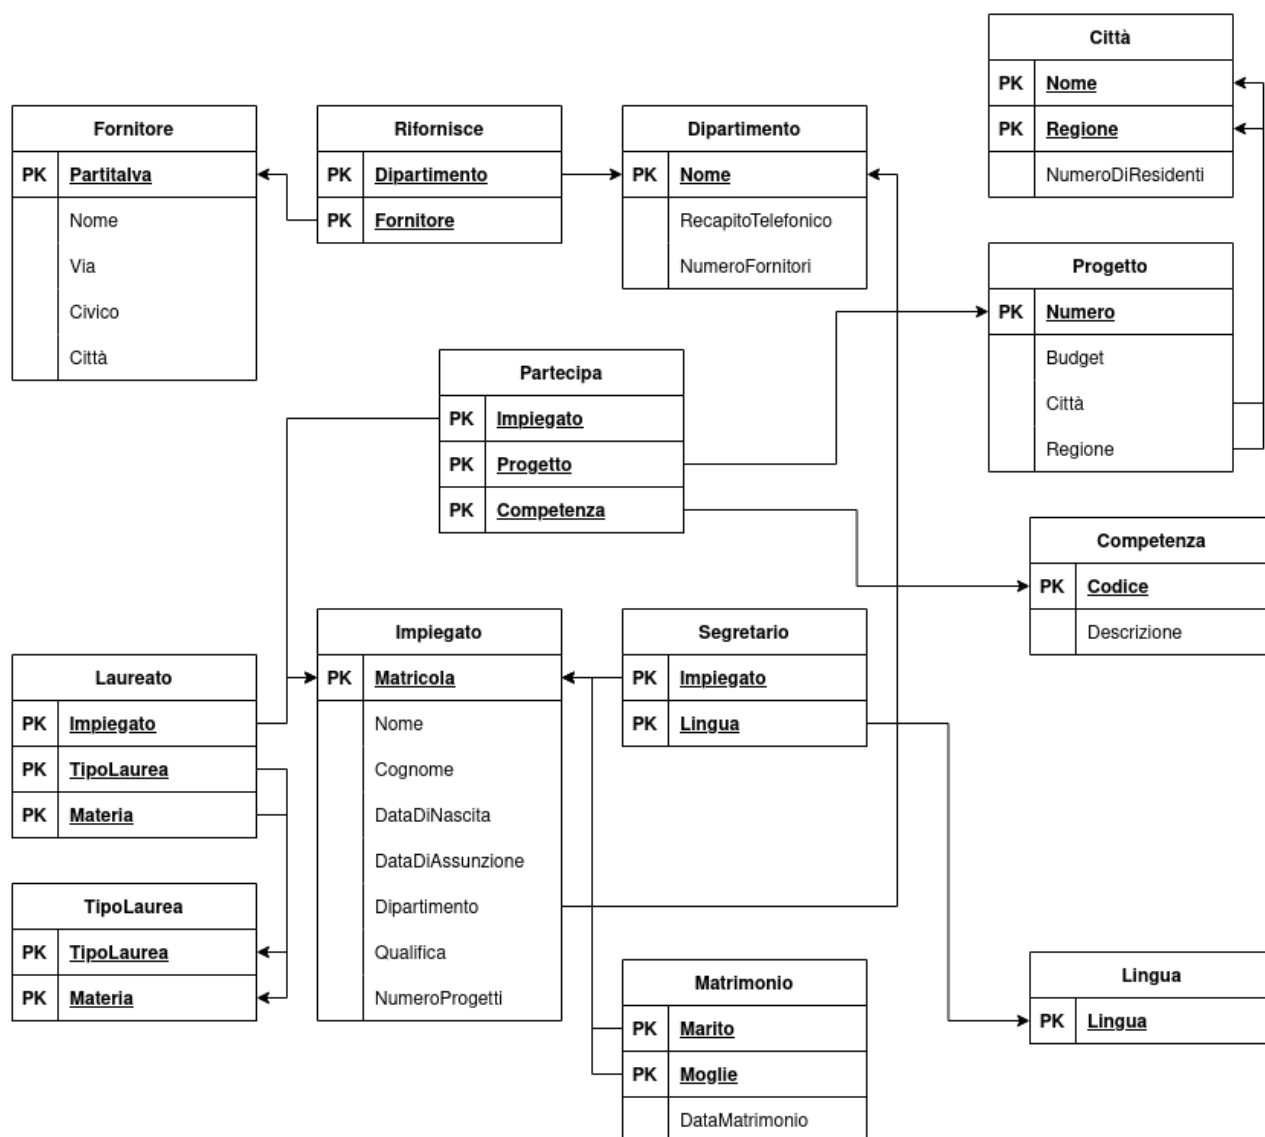 Città
PK Nome
PK Regione
NumeroDiResidenti
Fornitore
PK PartitaIva
Nome
Via
Civico
Città
Rifornisce
PK Dipartimento
PK Fornitore
Dipartimento
PK Nome
RecapitoTelefonico
NumeroFornitori
Progetto
PK Numero
Budget
Città
Regione
Partecipa
PK Impiegato
PK Progetto
PK Competenza
Competenza
PK Codice
Descrizione
Impiegato
PK Matricola
Nome
Cognome
DataDiNascita
DataDiAssunzione
Dipartimento
Qualifica
NumeroProgetti
Segretario
PK Impiegato
PK Lingua
Laureato
PK Impiegato
PK TipoLaurea
PK Materia
TipoLaurea
PK TipoLaurea
PK Materia
Matrimonio
PK Marito
PK Moglie
DataMatrimonio
Lingua
PK Lingua